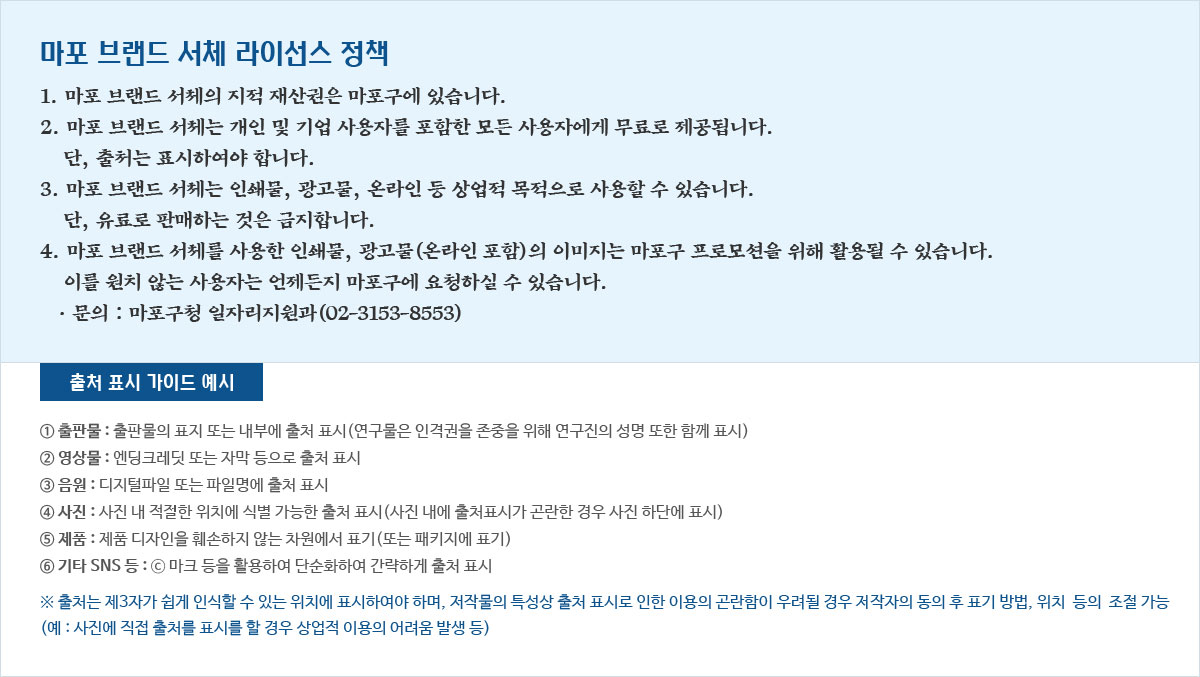 마포 브랜드 서체 라이선스 정책
1. 마포 브랜드 서체의 지적 재산권은 마포구에 있습니다.
2. 마포 브랜드 서체는 개인 및 기업 사용자를 포함한 모든 사용자에게 무료로 제공됩니다.
단, 출처는 표시하여야 합니다.
3. 마포 브랜드 서체는 인쇄물, 광고물, 온라인 등 상업적 목적으로 사용할 수 있습니다.
단, 유료로 판매하는 것은 금지합니다.
4. 마포 브랜드 서체를 사용한 인쇄물, 광고물(온라인 포함)의 이미지는 마포구 프로모션을 위해 활용될 수 있습니다.
이를 원치 않는 사용자는 언제든지 마포구에 요청하실 수 있습니다.
· 문의 : 마포구청 일자리지원과(02-3153-8553)
출처 표시 가이드 예시
① 출판물 : 출판물의 표지 또는 내부에 출처 표시(연구물은 인격권을 존중을 위해 연구진의 성명 또한 함께 표시)
② 영상물 : 엔딩크레딧 또는 자막 등으로 출처 표시
③ 음원 : 디지털파일 또는 파일명에 출처 표시
④ 사진 : 사진 내 적절한 위치에 식별 가능한 출처 표시(사진 내에 출처표시가 곤란한 경우 사진 하단에 표시)
⑤ 제품 : 제품 디자인을 훼손하지 않는 차원에서 표기(또는 패키지에 표기)
⑥ 기타 SNS 등 : ⓒ 마크 등을 활용하여 단순화하여 간략하게 출처 표시
※ 출처는 제3자가 쉽게 인식할 수 있는 위치에 표시하여야 하며, 저작물의 특성상 출처 표시로 인한 이용의 곤란함이 우려될 경우 저작자의 동의 후 표기 방법, 위치 등의 조절 가능
(예 : 사진에 직접 출처를 표시를 할 경우 상업적 이용의 어려움 발생 등)